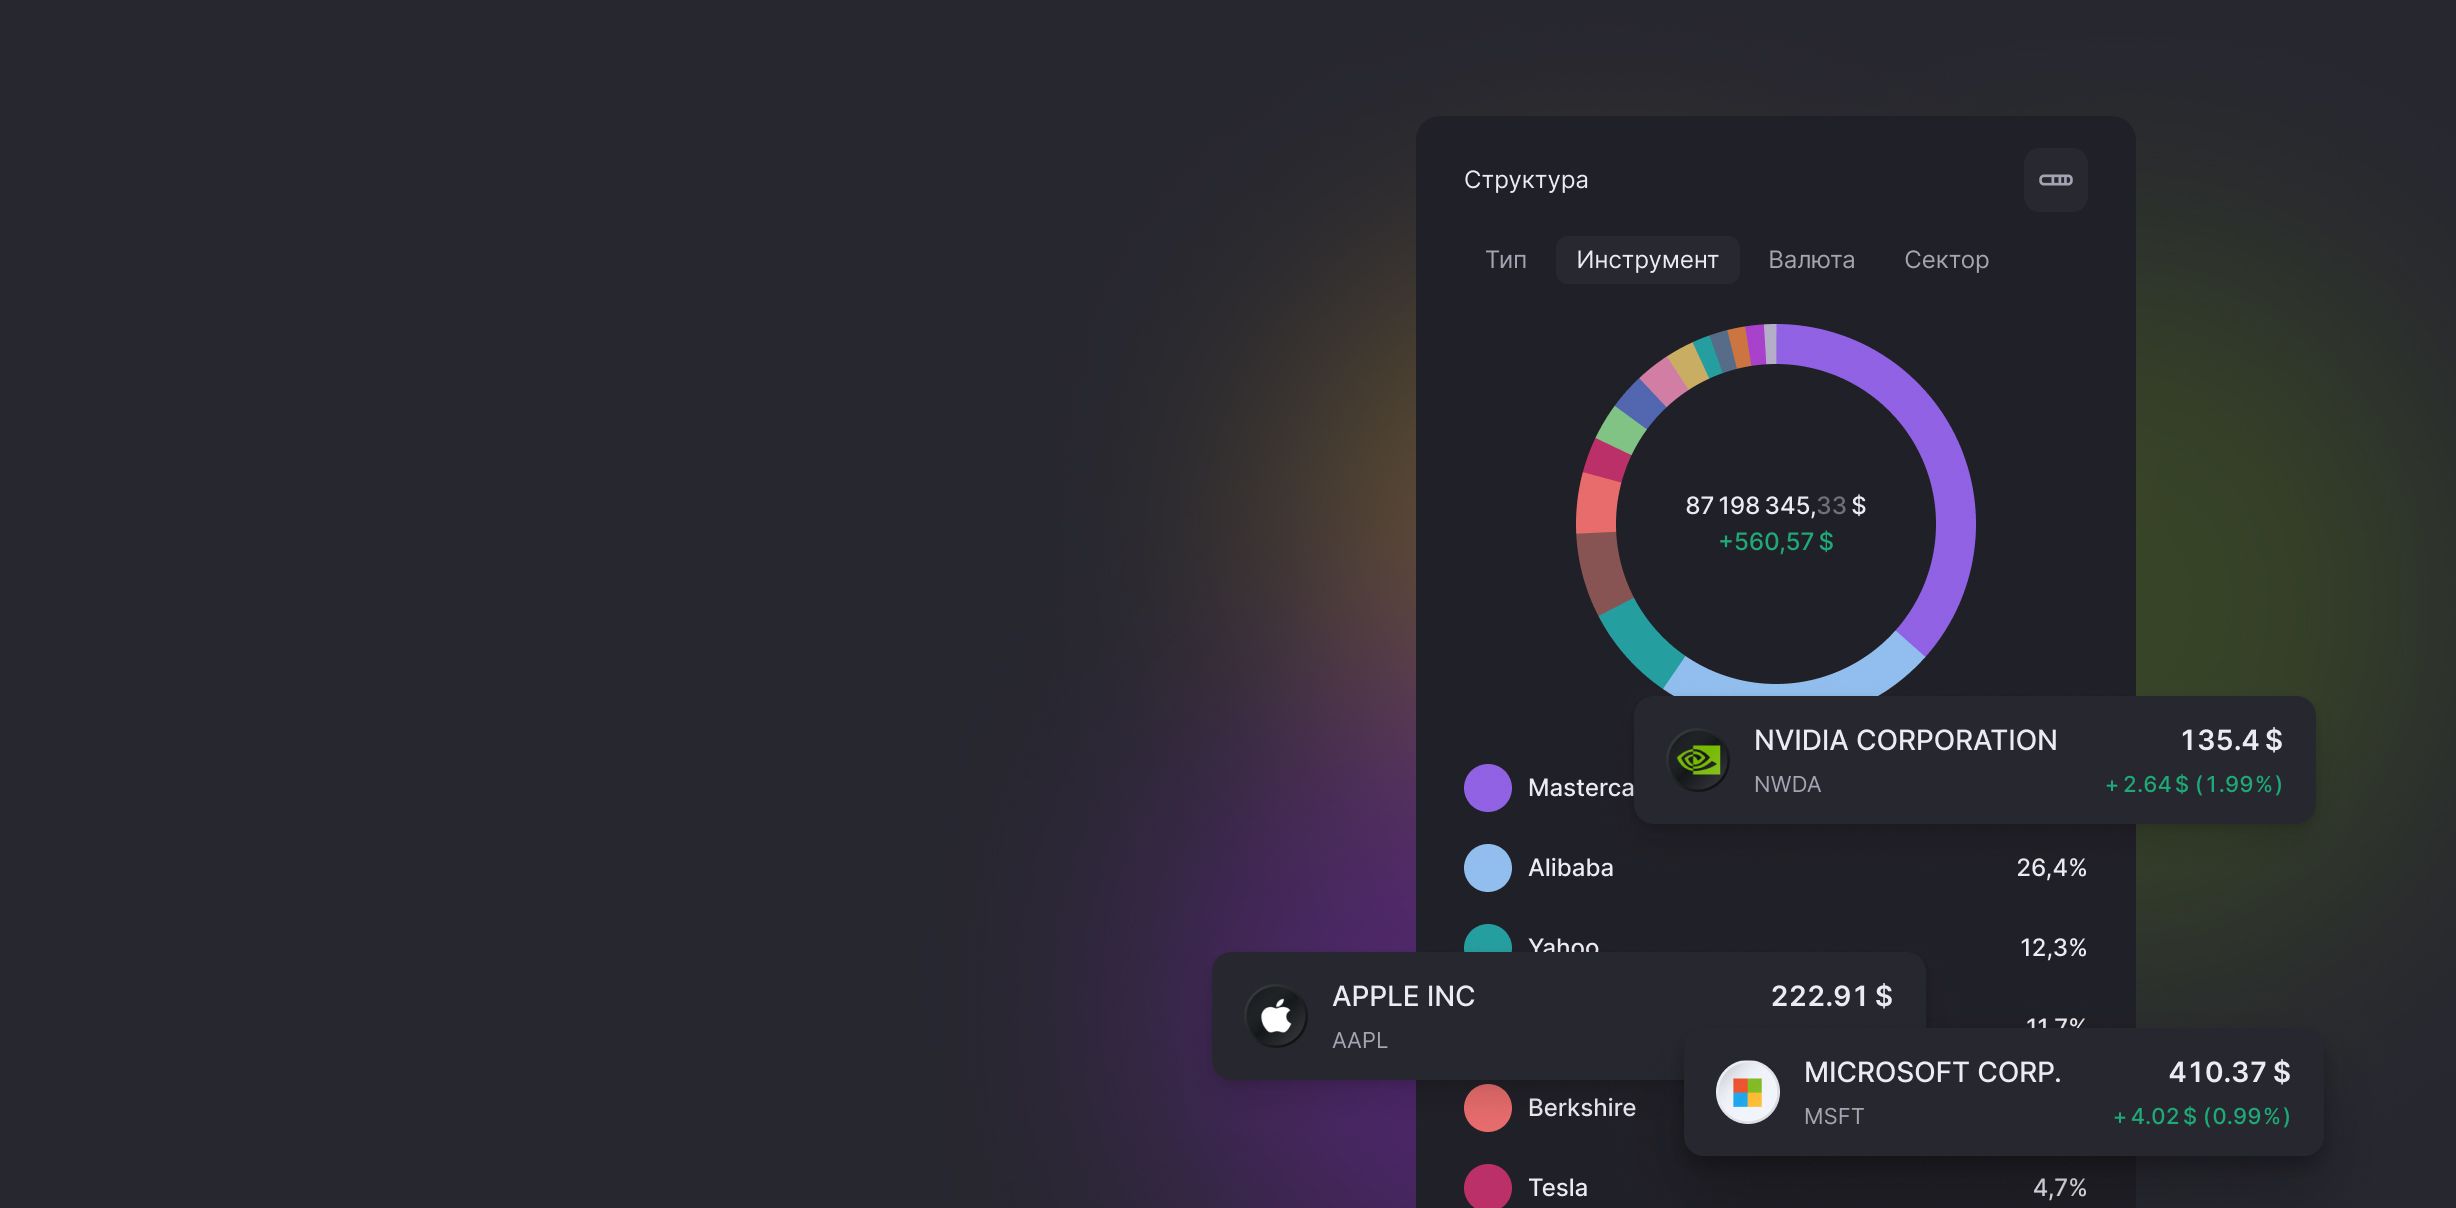 Структура
Тип Инструмент Валюта Сектор
87 198 345,33 $
+560,57 $
NVIDIA CORPORATION 135.4 $
NWDA + 2.64 $ (1.99%)
Masterca
Alibaba 26,4%
Yahoo 12,3%
APPLE INC 222.91 $
AAPL
11,7%
MICROSOFT CORP. 410.37 $
MSFT + 4.02 $ (0.99%)
Berkshire
Tesla 4,7%